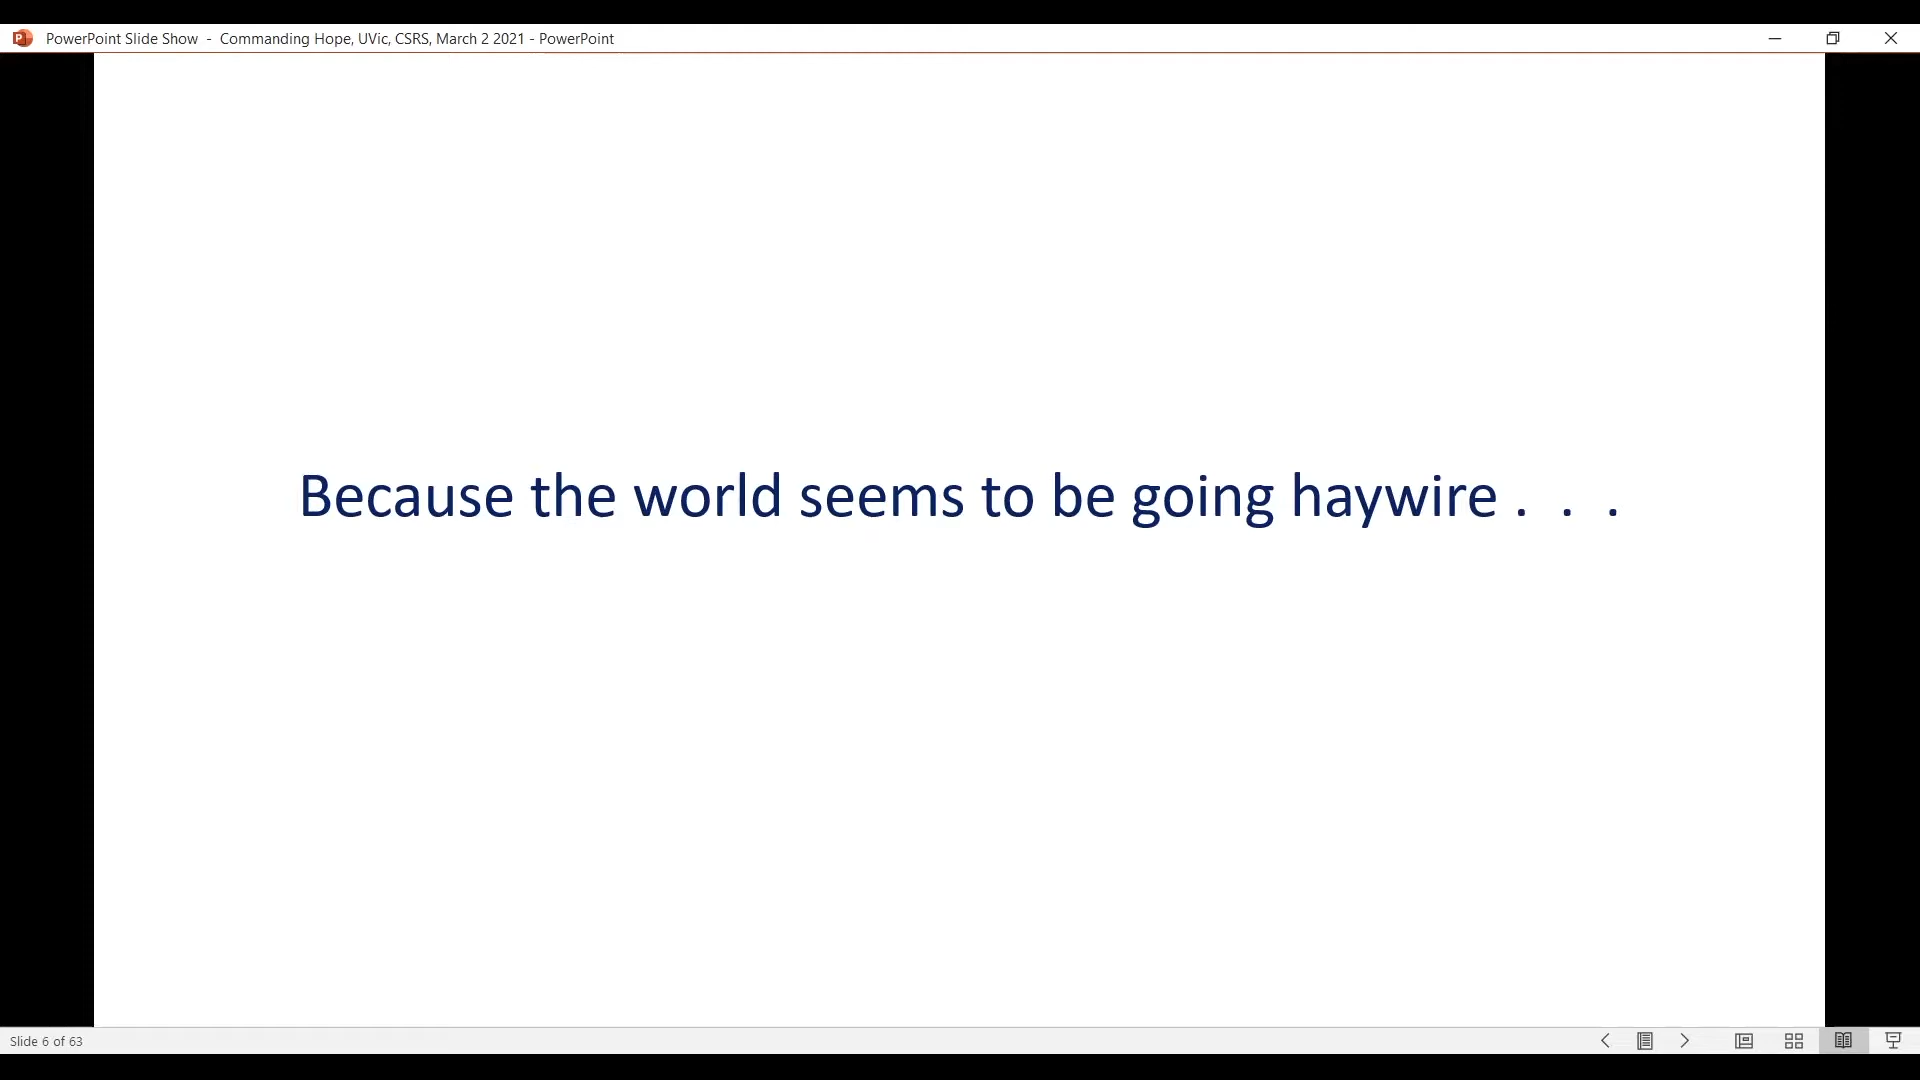 PowerPoint Slide Show - Commanding Hope, UVic, CSRS, March 2 2021 - PowerPoint
Because the world seems to be going haywire . . .
Slide 6 of 63